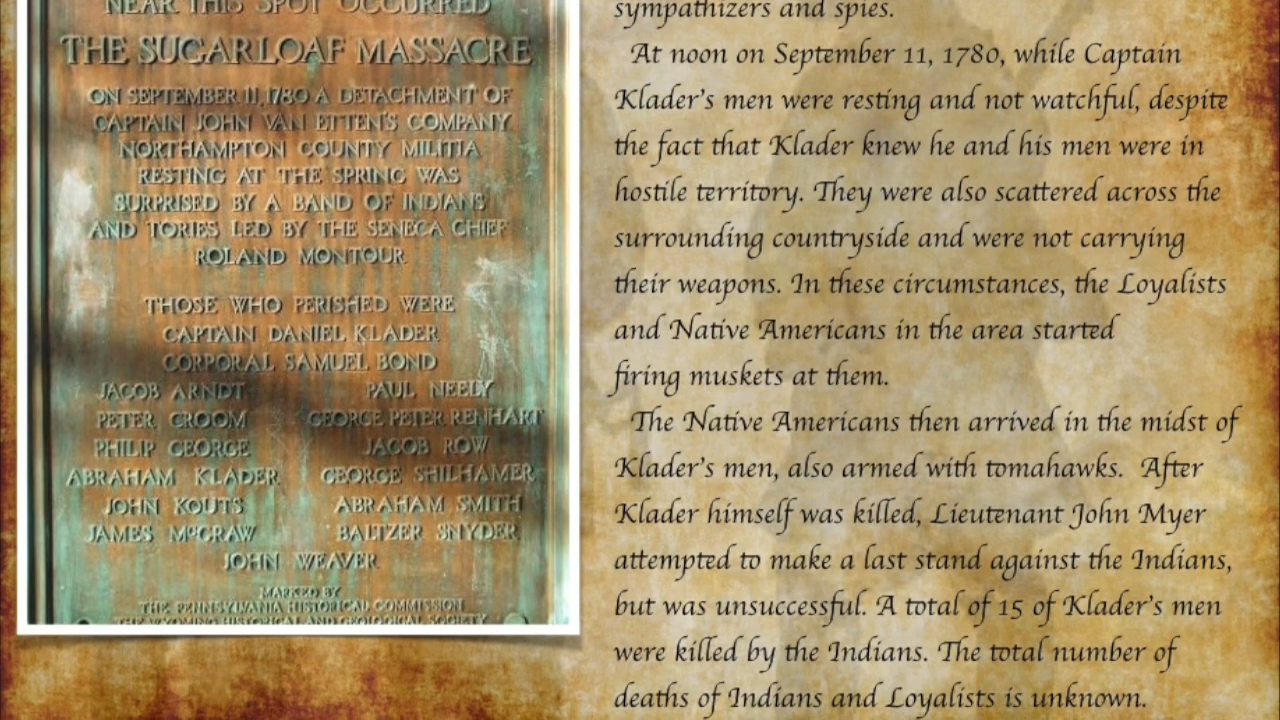 NEAR THIS SPOT OCCURRED
THE SUGARLOAF MASSACRE
ON SEPTEMBER 11, 1780 A DETACHMENT OF
CAPTAIN JOHN VAN ETTEN'S COMPANY
NORTHAMPTON COUNTY MILITIA
RESTING AT THE SPRING WAS
SURPRISED BY A BAND OF INDIANS
AND TORIES LED BY THE SENECA CHIEF
ROLAND MONTOUR
THOSE WHO PERISHED WERE
CAPTAIN DANIEL KLADER
CORPORAL SAMUEL BOND
JACOB ARNDT PAUL NEELY
PETER CROOM GEORGE PETER RENHART
PHILIP GEORGE JACOB ROW
ABRAHAM KLADER GEORGE SHILHAMER
JOHN KOUTS ABRAHAM SMITH
JAMES McGRAW BALTZER SNYDER
JOHN WEAVER
MARKED BY
THE PENNSYLVANIA HISTORICAL COMMISSION
THE WYOMING HISTORICAL AND GEOLOGICAL SOCIETY
sympathizers and spies.
At noon on September 11, 1780, while Captain
Klader's men were resting and not watchful, despite
the fact that Klader knew he and his men were in
hostile territory. They were also scattered across the
surrounding countryside and were not carrying
their weapons. In these circumstances, the Loyalists
and Native Americans in the area started
firing muskets at them.
The Native Americans then arrived in the midst of
Klader's men, also armed with tomahawks. After
Klader himself was killed, Lieutenant John Myer
attempted to make a last stand against the Indians,
but was unsuccessful. A total of 15 of Klader's men
were killed by the Indians. The total number of
deaths of Indians and Loyalists is unknown.